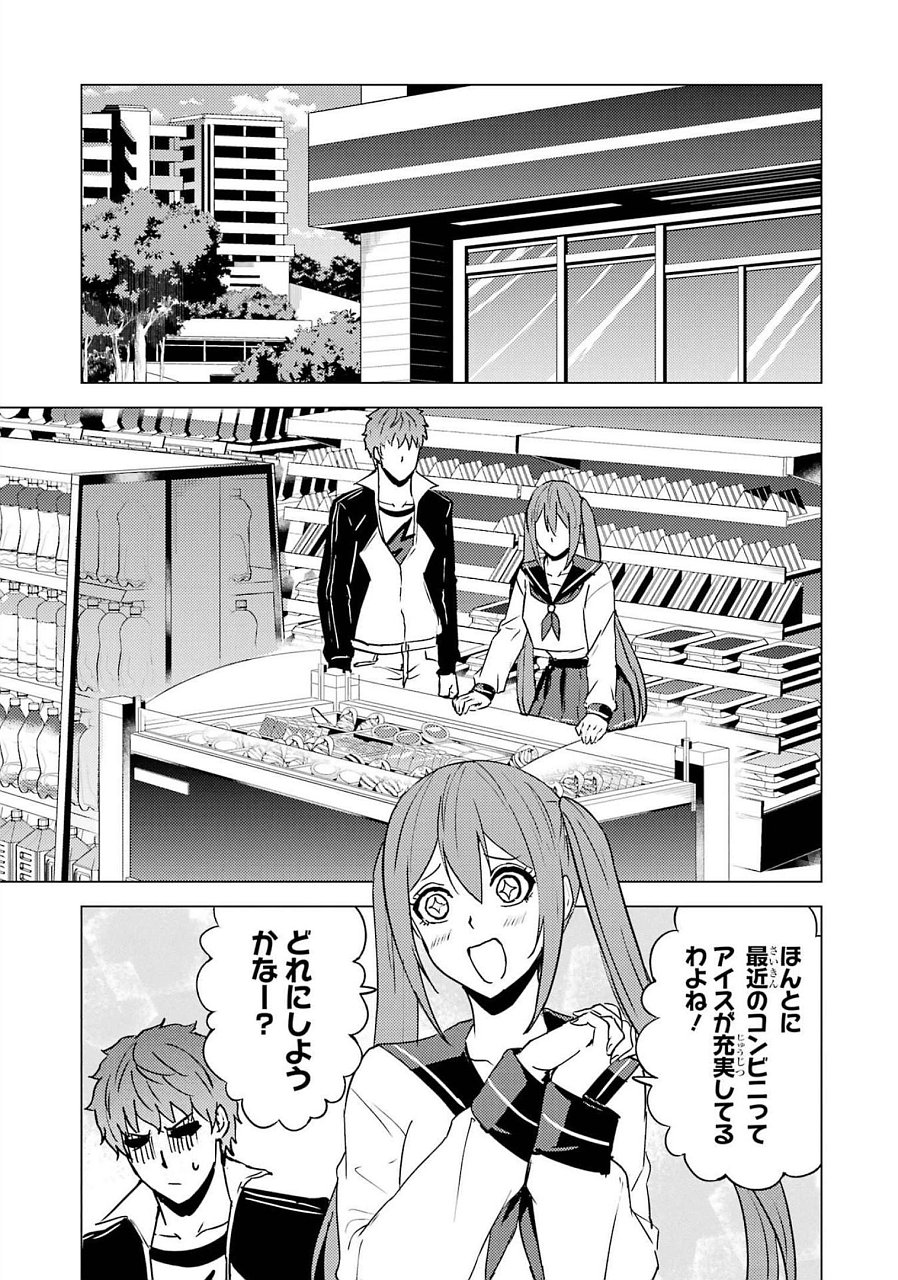 ほんとに
最近のコンビニって
アイスが充実してる
わよね!
どれにしよう
かなー?